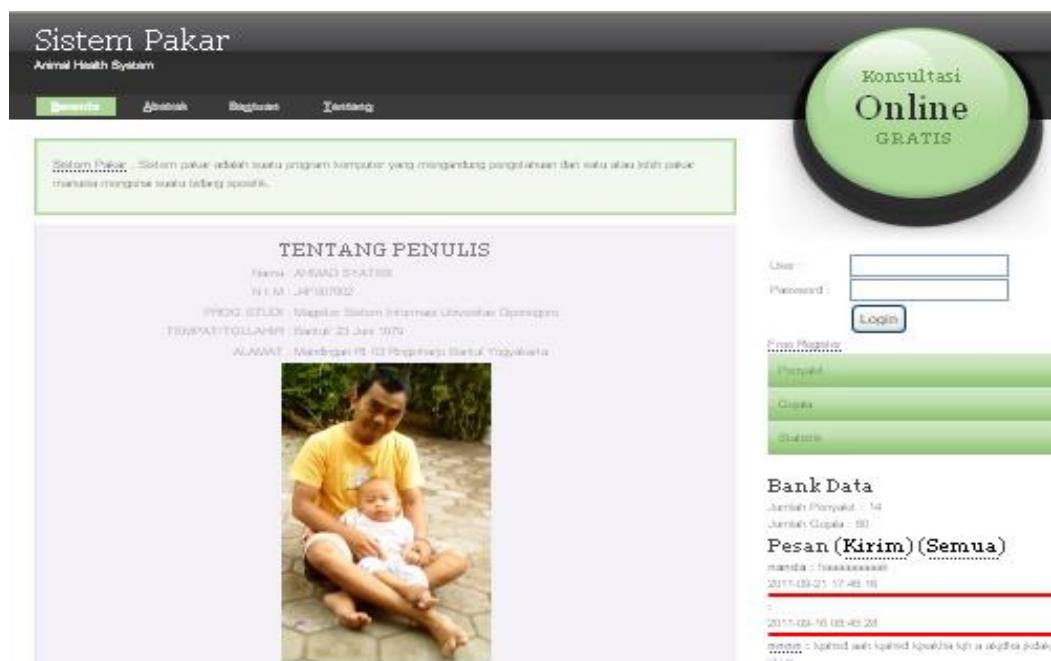 Sistem Pakar
Animal Health System
Beranda Abstrak Bantuan Tentang
Konsultasi
Online
GRATIS
Sistem Pakar : Sistem pakar adalah suatu program komputer yang mengandung pengetahuan dari satu atau lebih pakar
manusia mengenai suatu bidang spesifik.
TENTANG PENULIS
Nama : AHMAD
N I M :
PROG. STUDI : Magister Sistem Informasi Universitas Diponegoro
TEMPAT/TGL.LAHIR : Bantul/ 23 Juni 1979
ALAMAT : Mandingan Rt 03 Ringinharjo Bantul Yogyakarta
User :
Password :
Login
Free Register
Penyakit
Gejala
Statistik
Bank Data
Jumlah Penyakit : 14
Jumlah Gejala : 60
Pesan (Kirim) (Semua)
nanda :
2011-09-21 17:46:16
:
2011-09-16 08:45:28